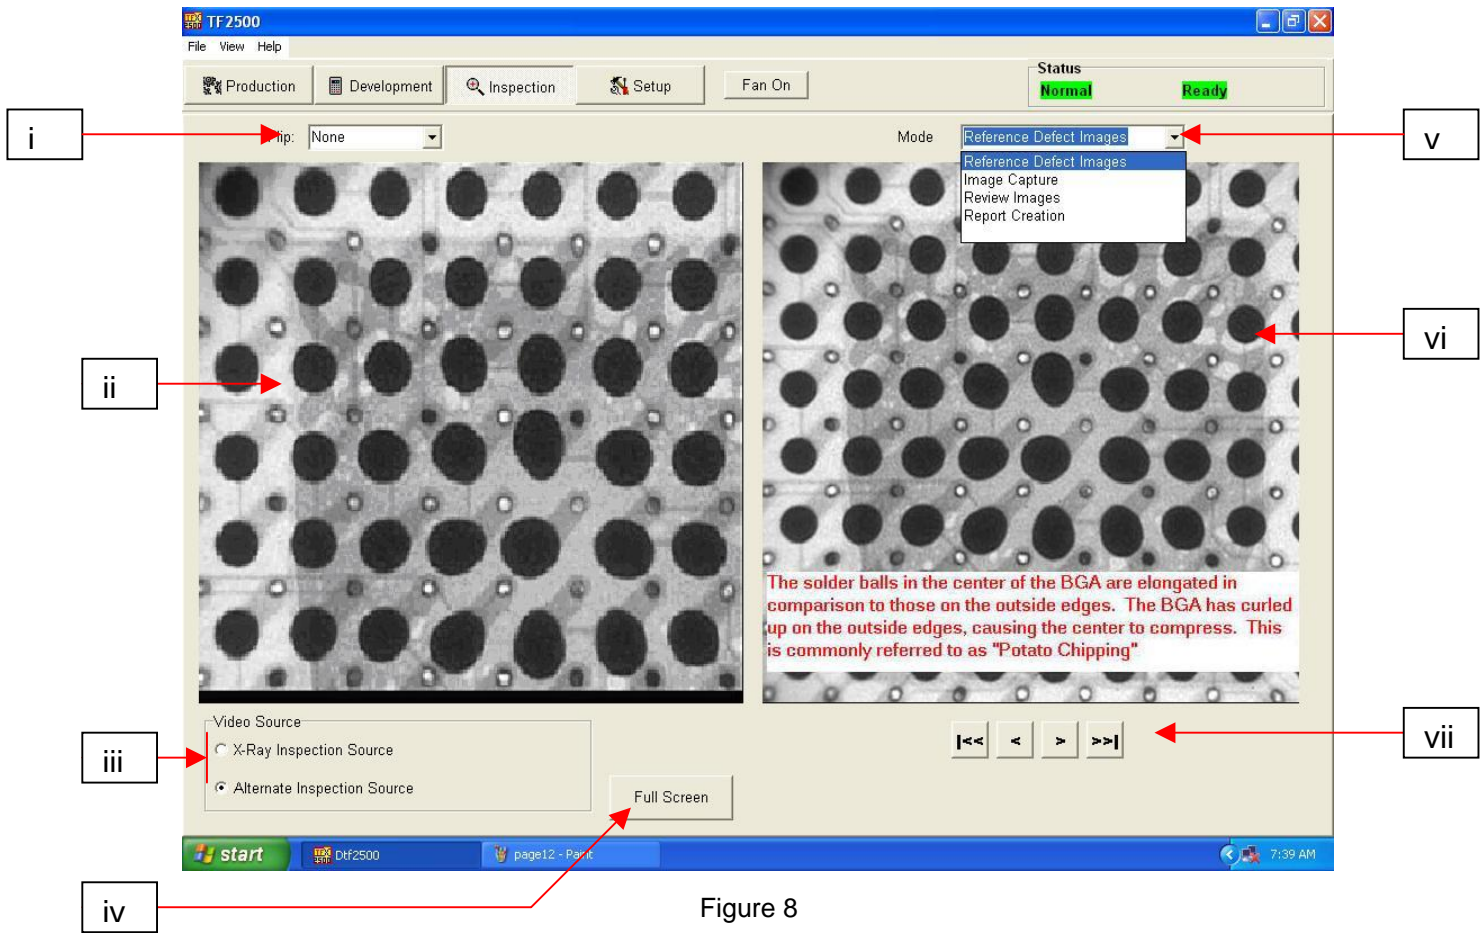 TF2500
File View Help
Production Development Inspection Setup Fan On
Status
Normal Ready
i
None
Mode Reference Defect Images
v
Reference Defect Images
Image Capture
Review Images
Report Creation
vi
ii
The solder balls in the center of the BGA are elongated in
comparison to those on the outside edges. The BGA has curled
up on the outside edges, causing the center to compress. This
is commonly referred to as "Potato Chipping"
Video Source
X-Ray Inspection Source
Alternate Inspection Source
iii
|<< < > >>|
vii
Full Screen
start Dtf2500 page12 - Paint 7:39 AM
iv
Figure 8